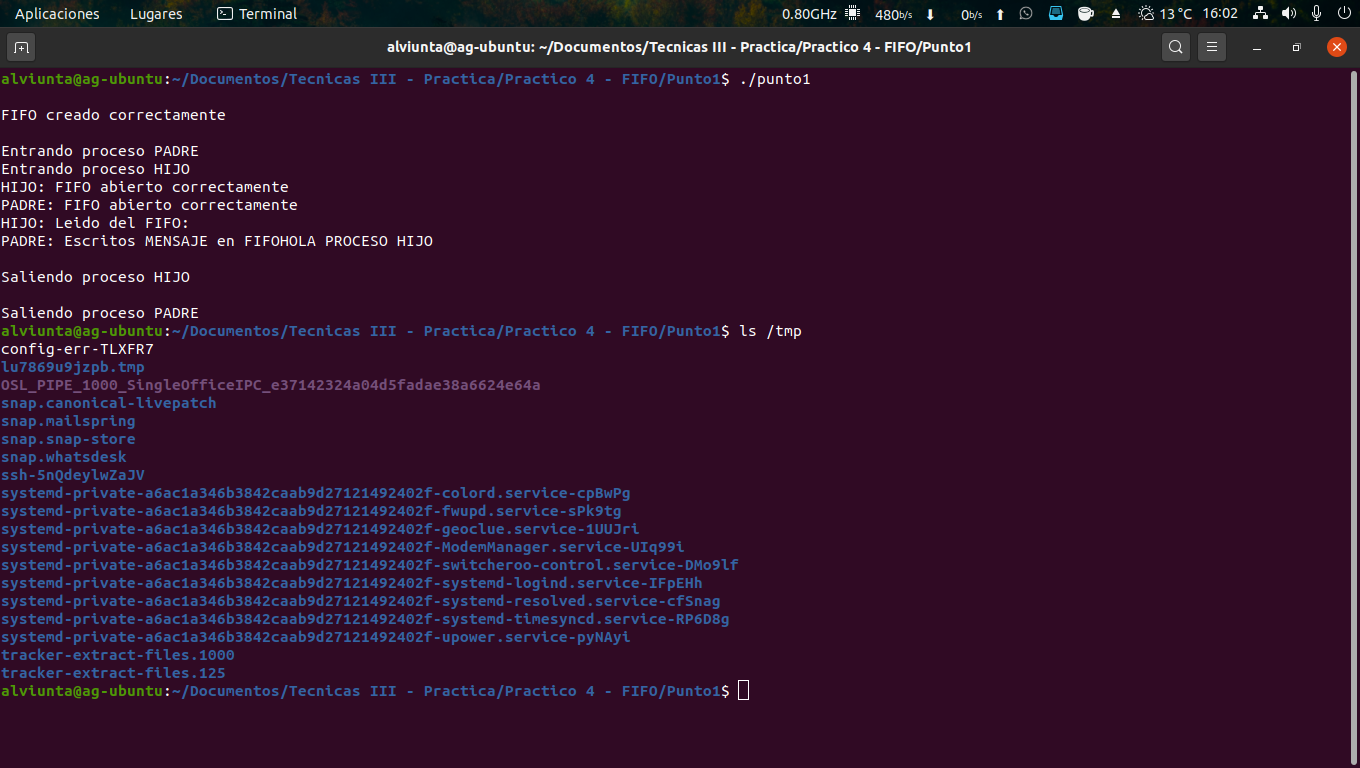 Aplicaciones Lugares Terminal 0.80GHz 480b/s 0b/s 13 °C 16:02
alviunta@ag-ubuntu: ~/Documentos/Tecnicas III - Practica/Practico 4 - FIFO/Punto1
alviunta@ag-ubuntu:~/Documentos/Tecnicas III - Practica/Practico 4 - FIFO/Punto1$ ./punto1
FIFO creado correctamente
Entrando proceso PADRE
Entrando proceso HIJO
HIJO: FIFO abierto correctamente
PADRE: FIFO abierto correctamente
HIJO: Leido del FIFO:
PADRE: Escritos MENSAJE en FIFOHOLA PROCESO HIJO
Saliendo proceso HIJO
Saliendo proceso PADRE
alviunta@ag-ubuntu:~/Documentos/Tecnicas III - Practica/Practico 4 - FIFO/Punto1$ ls /tmp
config-err-TLXFR7
lu7869u9jzpb.tmp
OSL_PIPE_1000_SingleOfficeIPC_e37142324a04d5fadae38a6624e64a
snap.canonical-livepatch
snap.mailspring
snap.snap-store
snap.whatsdesk
ssh-5nQdeylwZaJV
systemd-private-a6ac1a346b3842caab9d27121492402f-colord.service-cpBwPg
systemd-private-a6ac1a346b3842caab9d27121492402f-fwupd.service-sPk9tg
systemd-private-a6ac1a346b3842caab9d27121492402f-geoclue.service-1UUJri
systemd-private-a6ac1a346b3842caab9d27121492402f-ModemManager.service-UIq99i
systemd-private-a6ac1a346b3842caab9d27121492402f-switcheroo-control.service-DMo9lf
systemd-private-a6ac1a346b3842caab9d27121492402f-systemd-logind.service-IFpEHh
systemd-private-a6ac1a346b3842caab9d27121492402f-systemd-resolved.service-cfSnag
systemd-private-a6ac1a346b3842caab9d27121492402f-systemd-timesyncd.service-RP6D8g
systemd-private-a6ac1a346b3842caab9d27121492402f-upower.service-pyNAyi
tracker-extract-files.1000
tracker-extract-files.125
alviunta@ag-ubuntu:~/Documentos/Tecnicas III - Practica/Practico 4 - FIFO/Punto1$